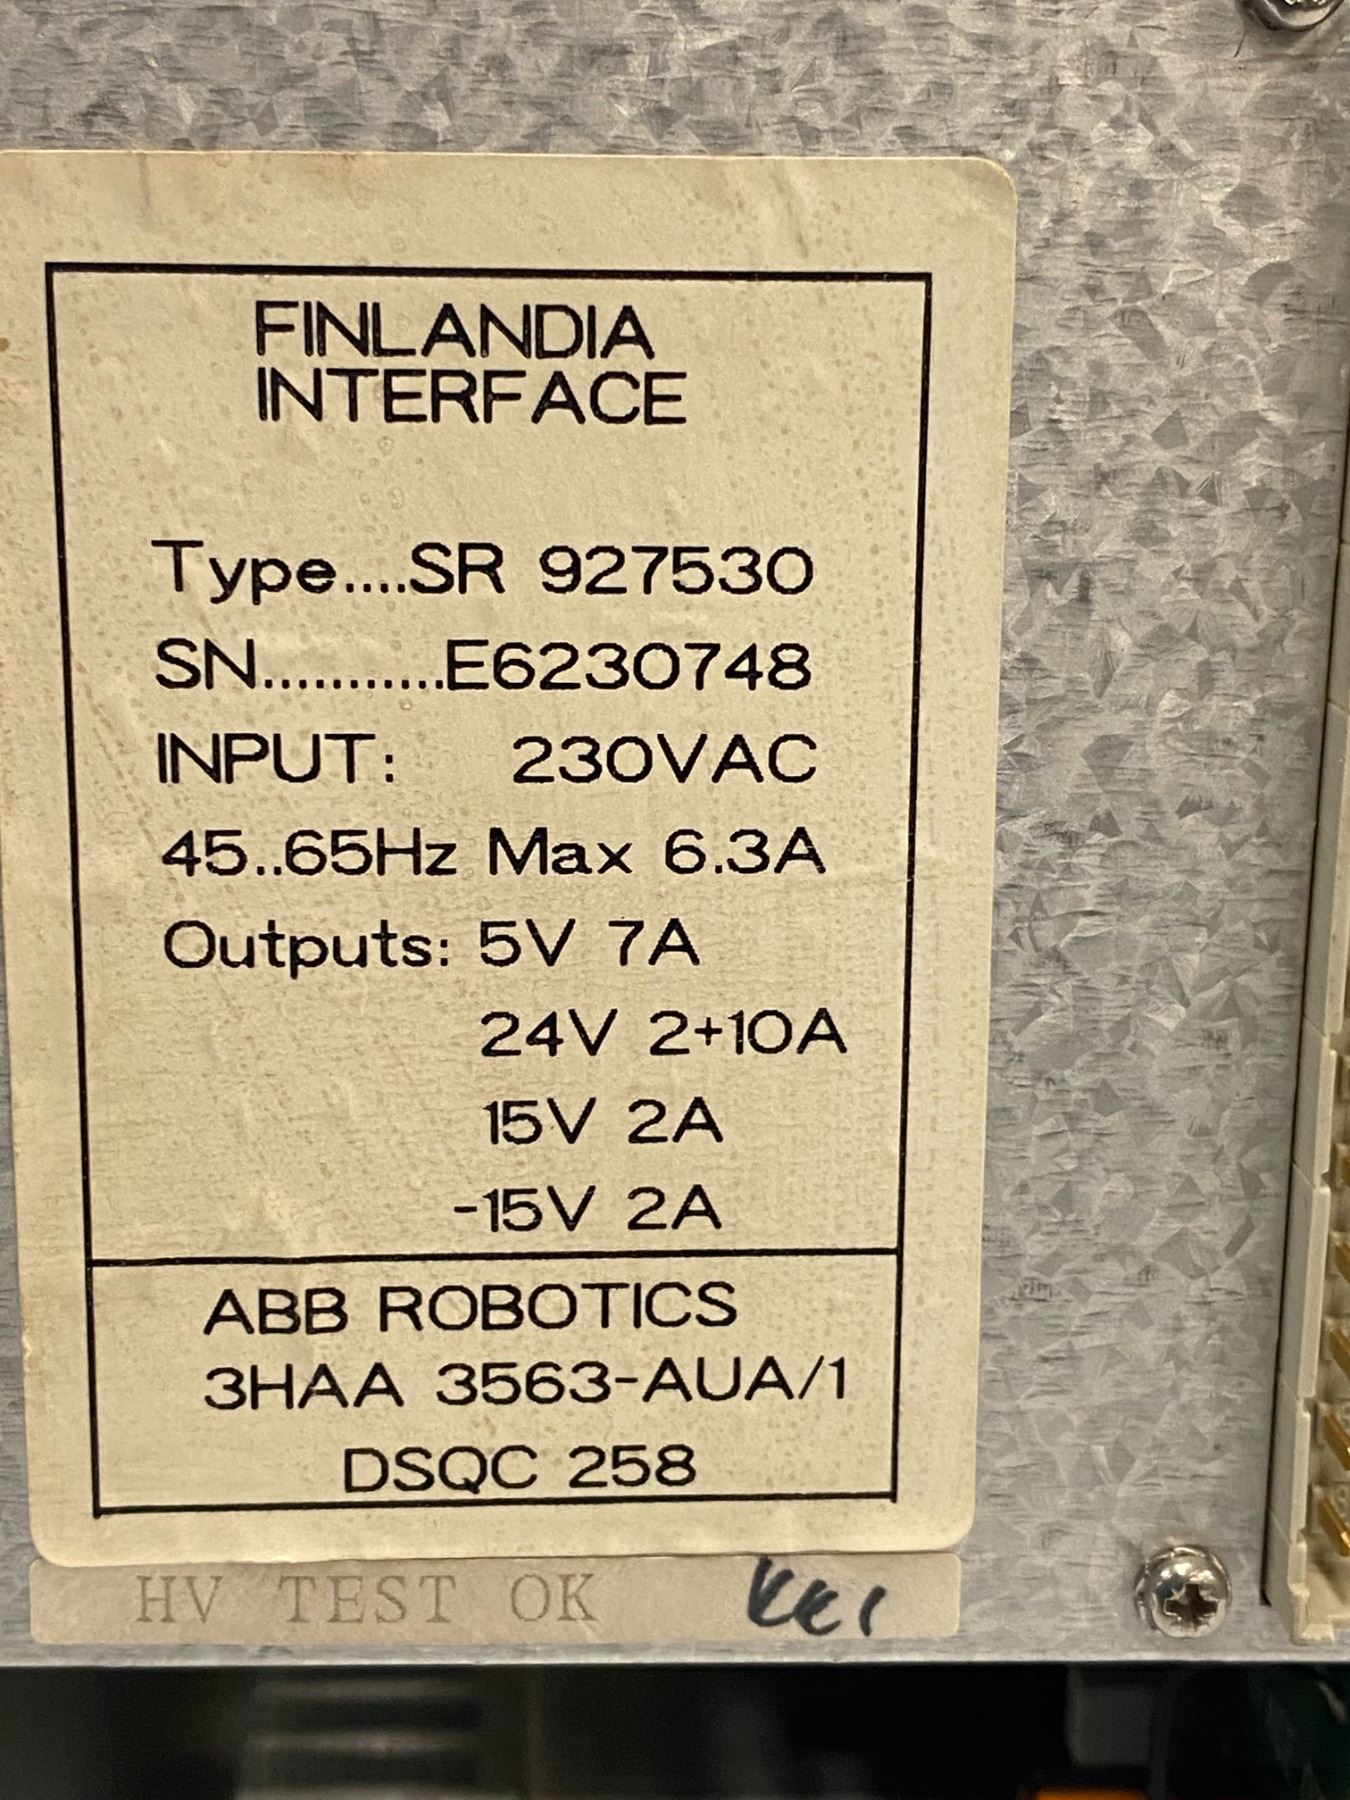 FINLANDIA
INTERFACE
Type....SR 927530
SN...........E6230748
INPUT: 230VAC
45..65Hz Max 6.3A
Outputs: 5V 7A
24V 2+10A
15V 2A
-15V 2A
ABB ROBOTICS
3HAA 3563-AUA/1
DSQC 258
HV TEST OK